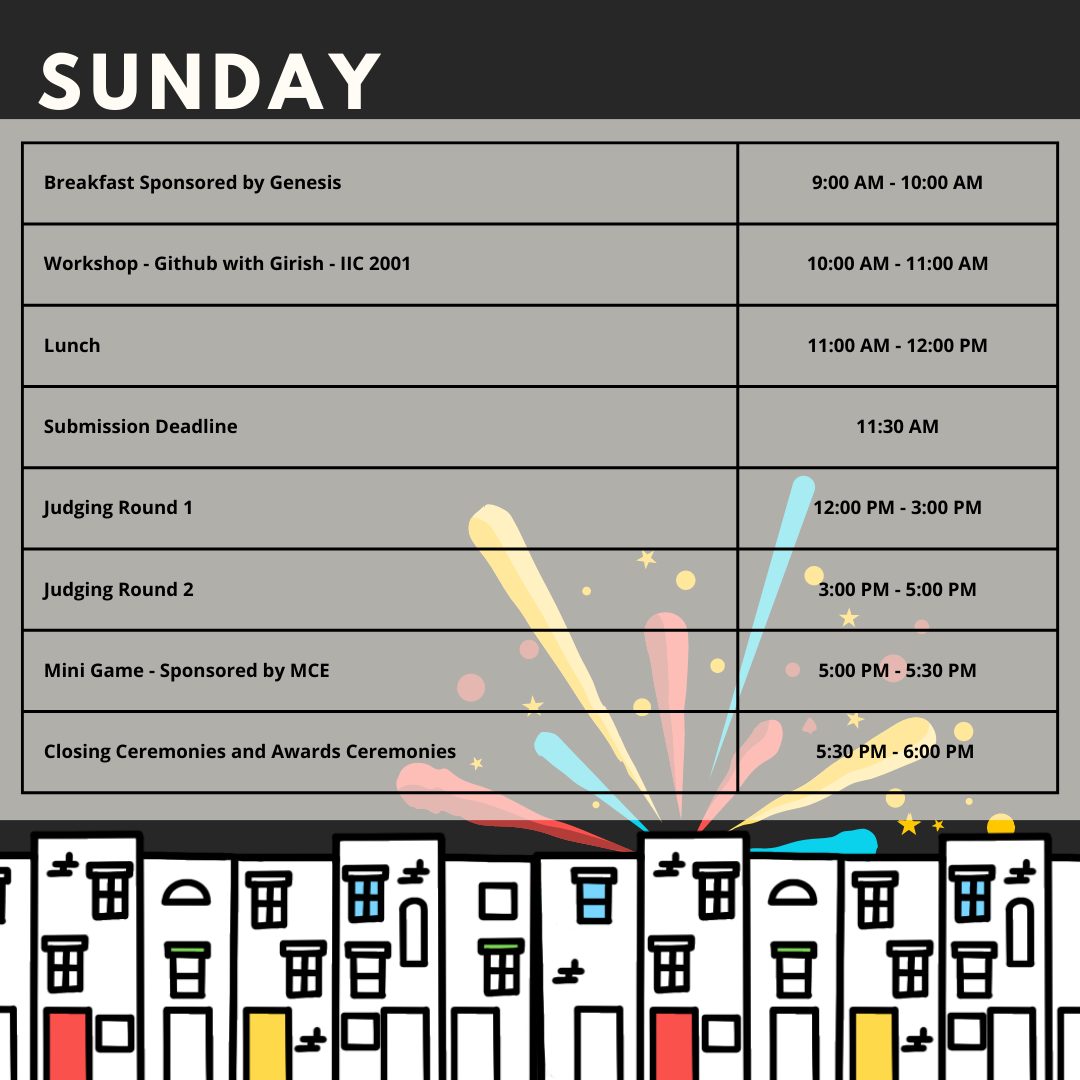 SUNDAY
Breakfast Sponsored by Genesis 9:00 AM - 10:00 AM
Workshop - Github with Girish - IIC 2001 10:00 AM - 11:00 AM
Lunch 11:00 AM - 12:00 PM
Submission Deadline 11:30 AM
Judging Round 1 12:00 PM - 3:00 PM
Judging Round 2 3:00 PM - 5:00 PM
Mini Game - Sponsored by MCE 5:00 PM - 5:30 PM
Closing Ceremonies and Awards Ceremonies 5:30 PM - 6:00 PM